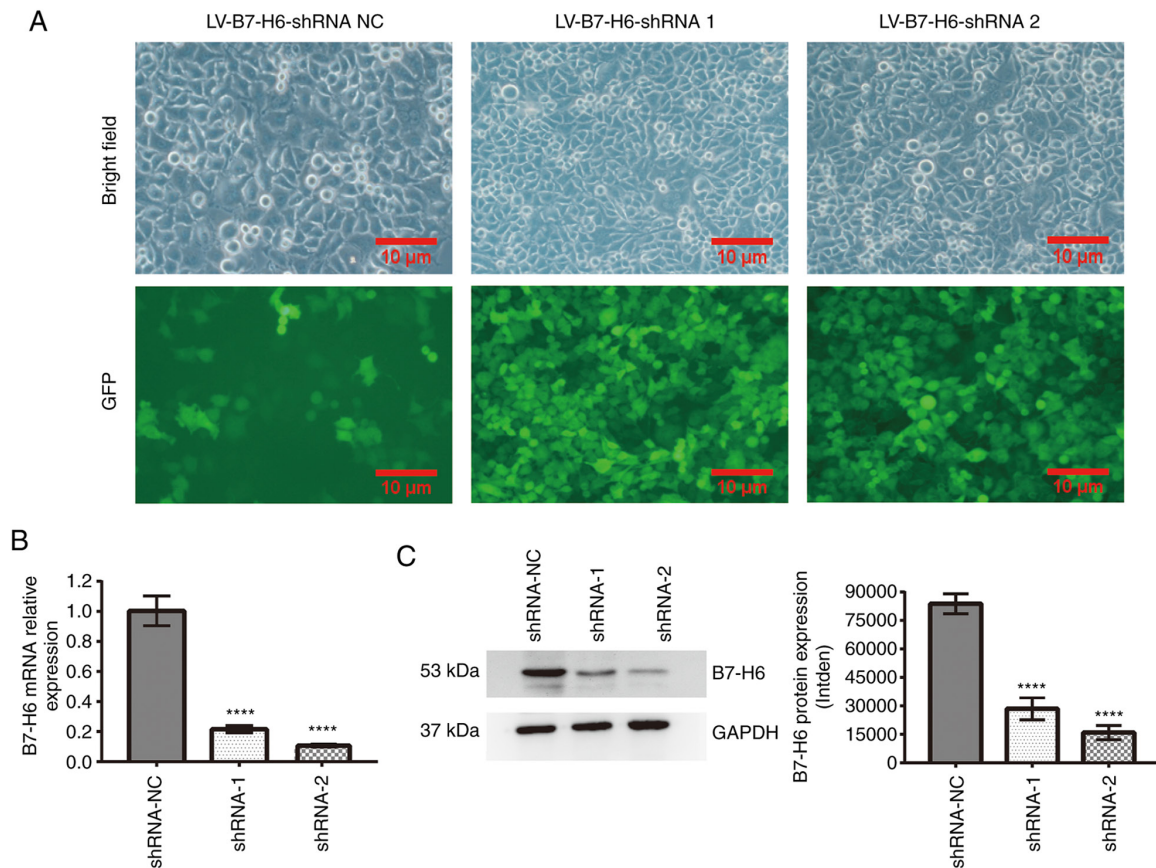 A
LV-B7-H6-shRNA NC
LV-B7-H6-shRNA 1
LV-B7-H6-shRNA 2
Bright field
10 μm
10 μm
10 μm
GFP
10 μm
10 μm
10 μm
B
B7-H6 mRNA relative
expression
1.2
1.0
0.8
0.6
0.4
0.2
0.0
****
****
shRNA-NC
shRNA-1
shRNA-2
C
shRNA-NC
shRNA-1
shRNA-2
53 kDa
B7-H6
37 kDa
GAPDH
B7-H6 protein expression
(Intden)
90000
75000
60000
45000
30000
15000
0
****
****
shRNA-NC
shRNA-1
shRNA-2